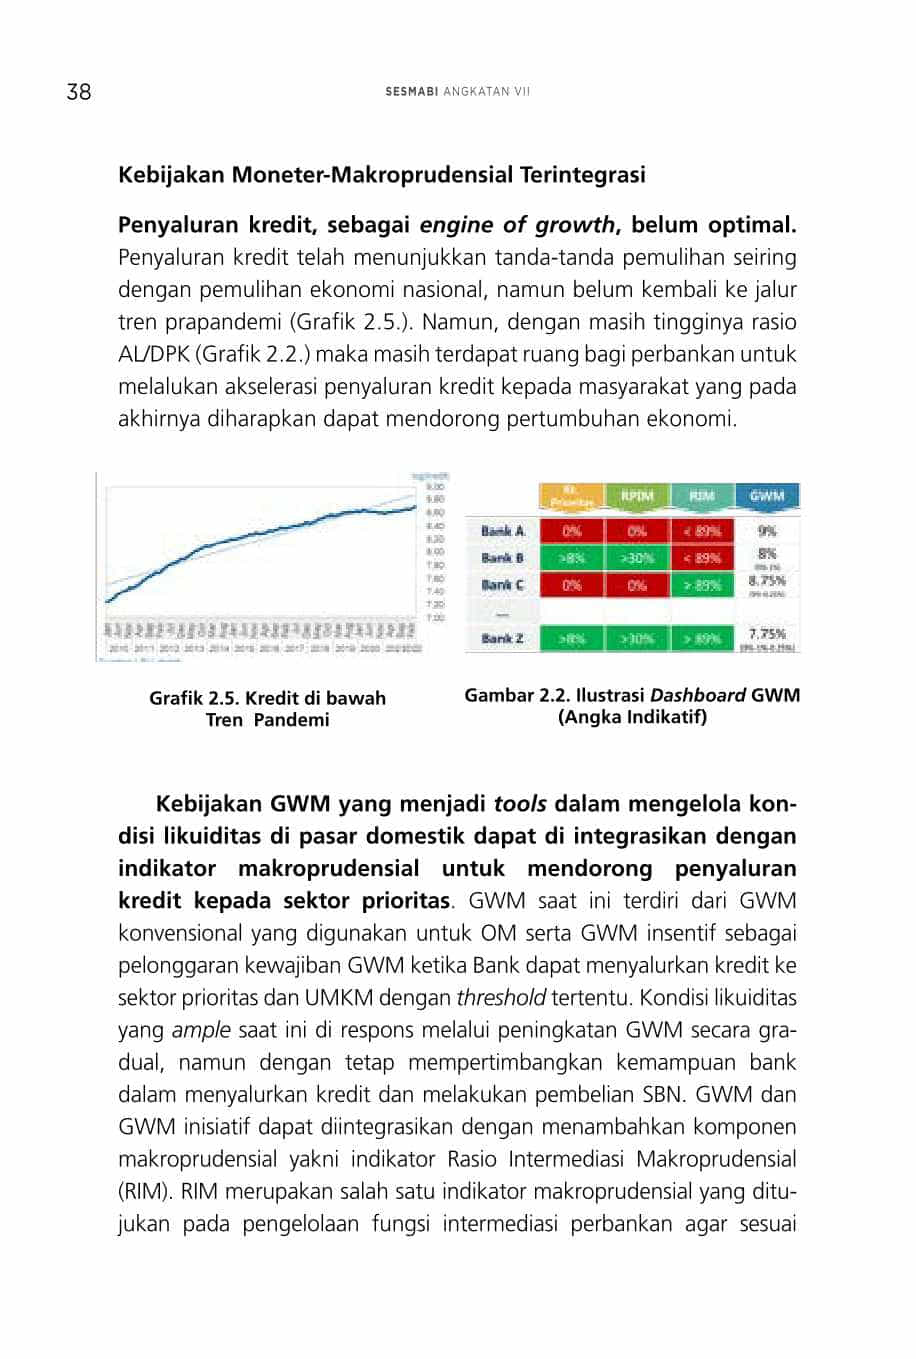 38
SESMABI ANGKATAN VII
Kebijakan Moneter-Makroprudensial Terintegrasi
Penyaluran kredit, sebagai engine of growth, belum optimal.
Penyaluran kredit telah menunjukkan tanda-tanda pemulihan seiring
dengan pemulihan ekonomi nasional, namun belum kembali ke jalur
tren prapandemi (Grafik 2.5.). Namun, dengan masih tingginya rasio
AL/DPK (Grafik 2.2.) maka masih terdapat ruang bagi perbankan untuk
melalukan akselerasi penyaluran kredit kepada masyarakat yang pada
akhirnya diharapkan dapat mendorong pertumbuhan ekonomi.
9.00
8.80
8.60
8.40
8.20
8.00
7.80
7.60
7.40
7.20
7.00
2010 2011 2012 2013 2014 2015 2016 2017 2018 2019 2020
Grafik 2.5. Kredit di bawah
Tren Pandemi
Prioritas RPIM RIM GWM
Bank A 0% 0% < 89% 9%
Bank B >8% >30% < 89% 8%
Bank C 0% 0% > 89% 8.75%
...
Bank Z >8% >30% > 89% 7.75%
Gambar 2.2. Ilustrasi Dashboard GWM
(Angka Indikatif)
Kebijakan GWM yang menjadi tools dalam mengelola kon-
disi likuiditas di pasar domestik dapat di integrasikan dengan
indikator makroprudensial untuk mendorong penyaluran
kredit kepada sektor prioritas. GWM saat ini terdiri dari GWM
konvensional yang digunakan untuk OM serta GWM insentif sebagai
pelonggaran kewajiban GWM ketika Bank dapat menyalurkan kredit ke
sektor prioritas dan UMKM dengan threshold tertentu. Kondisi likuiditas
yang ample saat ini di respons melalui peningkatan GWM secara gra-
dual, namun dengan tetap mempertimbangkan kemampuan bank
dalam menyalurkan kredit dan melakukan pembelian SBN. GWM dan
GWM inisiatif dapat diintegrasikan dengan menambahkan komponen
makroprudensial yakni indikator Rasio Intermediasi Makroprudensial
(RIM). RIM merupakan salah satu indikator makroprudensial yang ditu-
jukan pada pengelolaan fungsi intermediasi perbankan agar sesuai